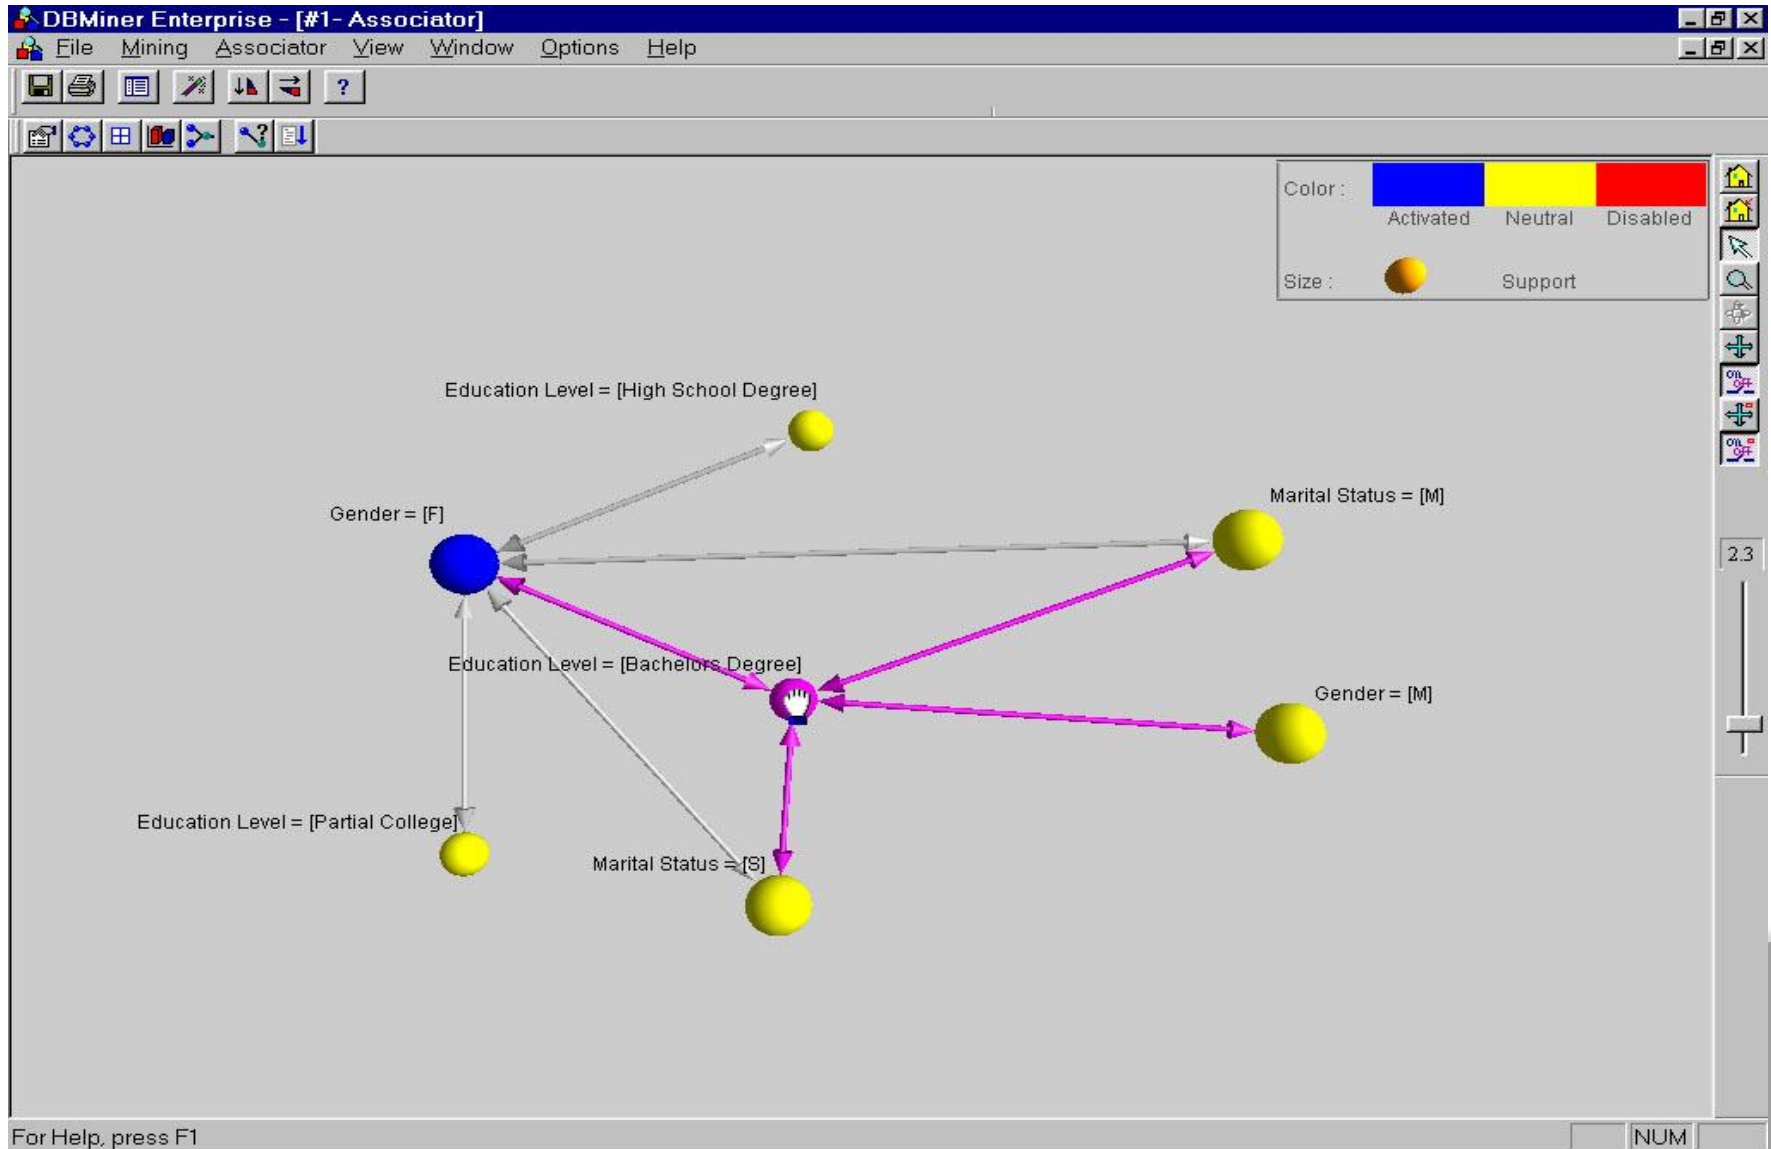 DBMiner Enterprise - [#1- Associator]
File Mining Associator View Window Options Help
?
Color :
Activated Neutral Disabled
Size : Support
Education Level = [High School Degree]
Marital Status = [M]
Gender = [F]
2.3
Education Level = [Bachelors Degree]
Gender = [M]
Education Level = [Partial College]
Marital Status = [S]
For Help, press F1
NUM